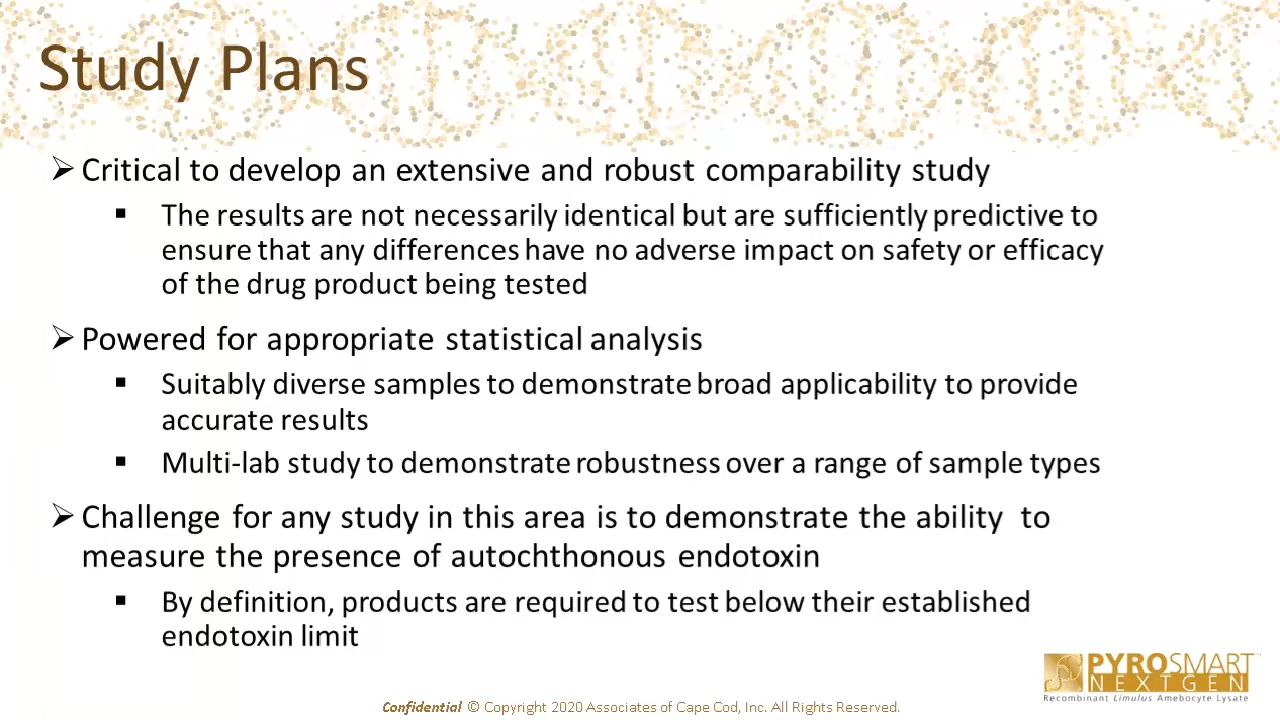 Study Plans
➢ Critical to develop an extensive and robust comparability study
▪ The results are not necessarily identical but are sufficiently predictive to
ensure that any differences have no adverse impact on safety or efficacy
of the drug product being tested
➢ Powered for appropriate statistical analysis
▪ Suitably diverse samples to demonstrate broad applicability to provide
accurate results
▪ Multi-lab study to demonstrate robustness over a range of sample types
➢ Challenge for any study in this area is to demonstrate the ability to
measure the presence of autochthonous endotoxin
▪ By definition, products are required to test below their established
endotoxin limit
PYROSMART™
NEXTGEN
Recombinant Limulus Amebocyte Lysate
Confidential © Copyright 2020 Associates of Cape Cod, Inc. All Rights Reserved.